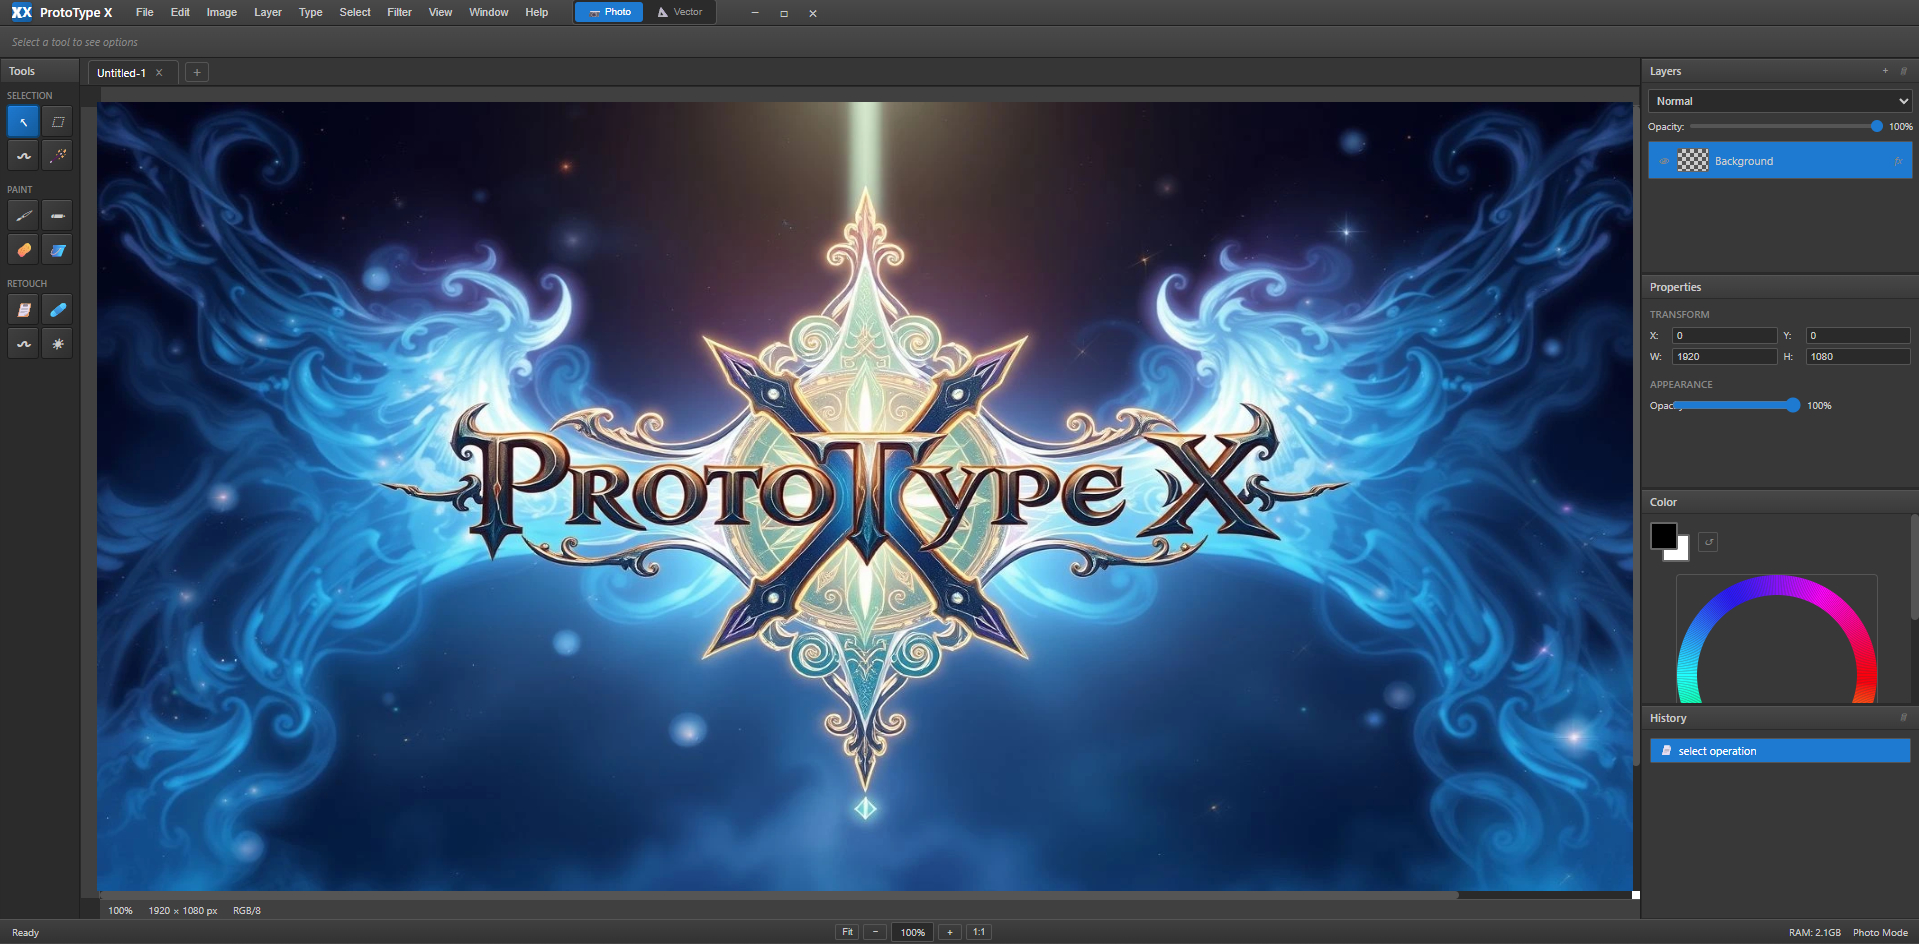 XX ProtoType X File Edit Image Layer Type Select Filter View Window Help Photo Vector
Select a tool to see options
Tools
Untitled-1 x +
SELECTION
PAINT
RETOUCH
PROTOTYPE X
Layers +
Normal
Opacity: 100%
Background fx
Properties
TRANSFORM
X: 0 Y: 0
W: 1920 H: 1080
APPEARANCE
Opacity 100%
Color
History
select operation
100% 1920 × 1080 px RGB/8
Ready Fit − 100% + 1:1 RAM: 2.1GB Photo Mode